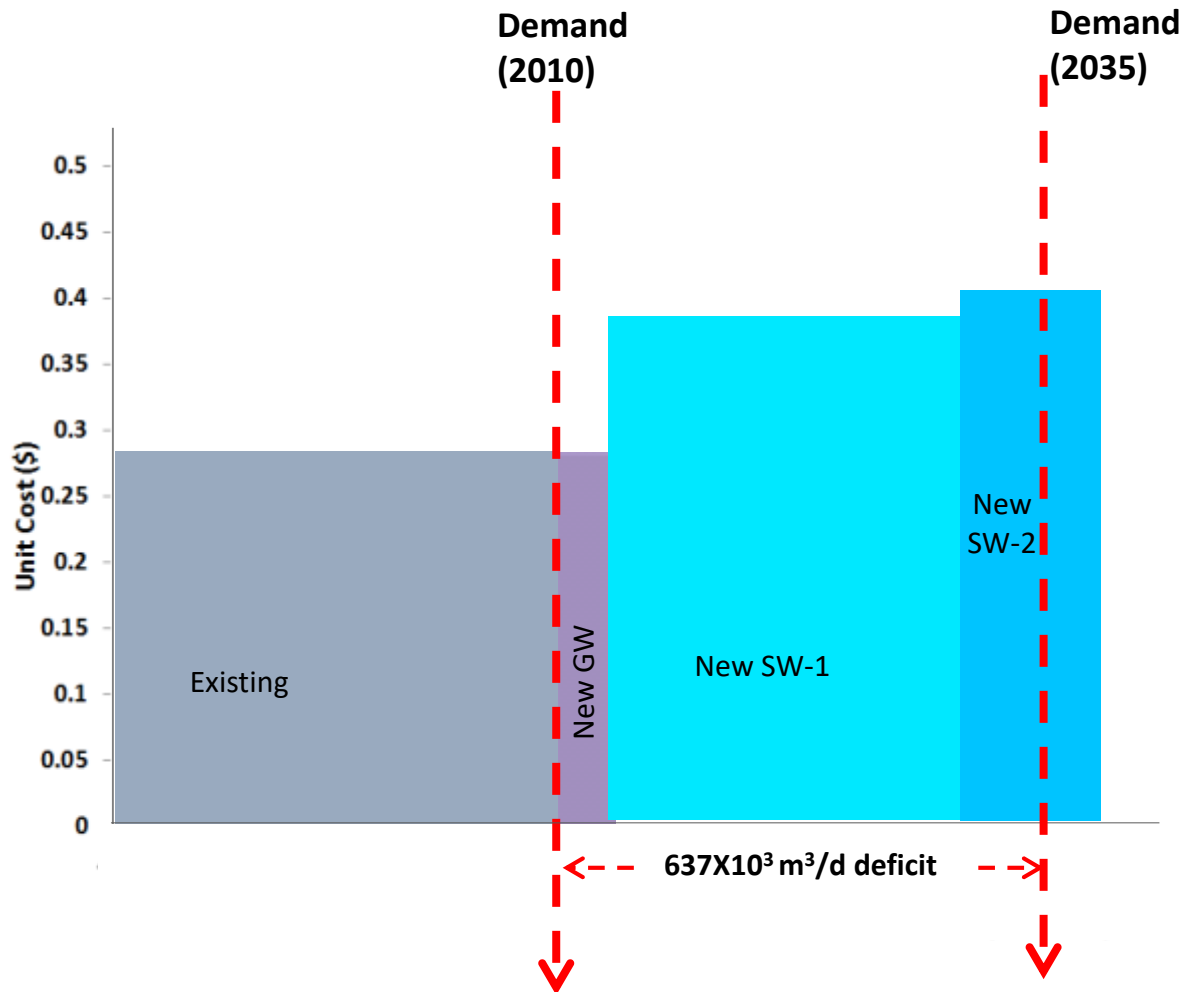 Demand
(2010)
Demand
(2035)
Unit Cost ($)
0.5
0.45
0.4
0.35
0.3
0.25
0.2
0.15
0.1
0.05
0
Existing
New GW
New SW-1
New
SW-2
637X10³ m³/d deficit